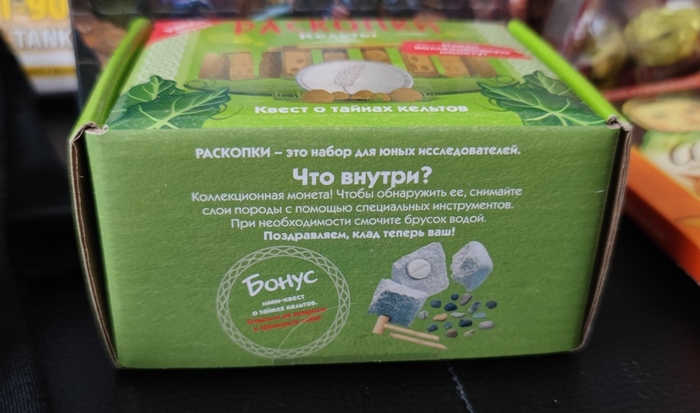 TANK
РАСКОПКИ
Кельты
Квест о тайнах кельтов
РАСКОПКИ – это набор для юных исследователей.
Что внутри?
Коллекционная монета! Чтобы обнаружить ее, снимайте
слои породы с помощью специальных инструментов.
При необходимости смочите брусок водой.
Поздравляем, клад теперь ваш!
Бонус
мини-квест
о тайнах кельтов.